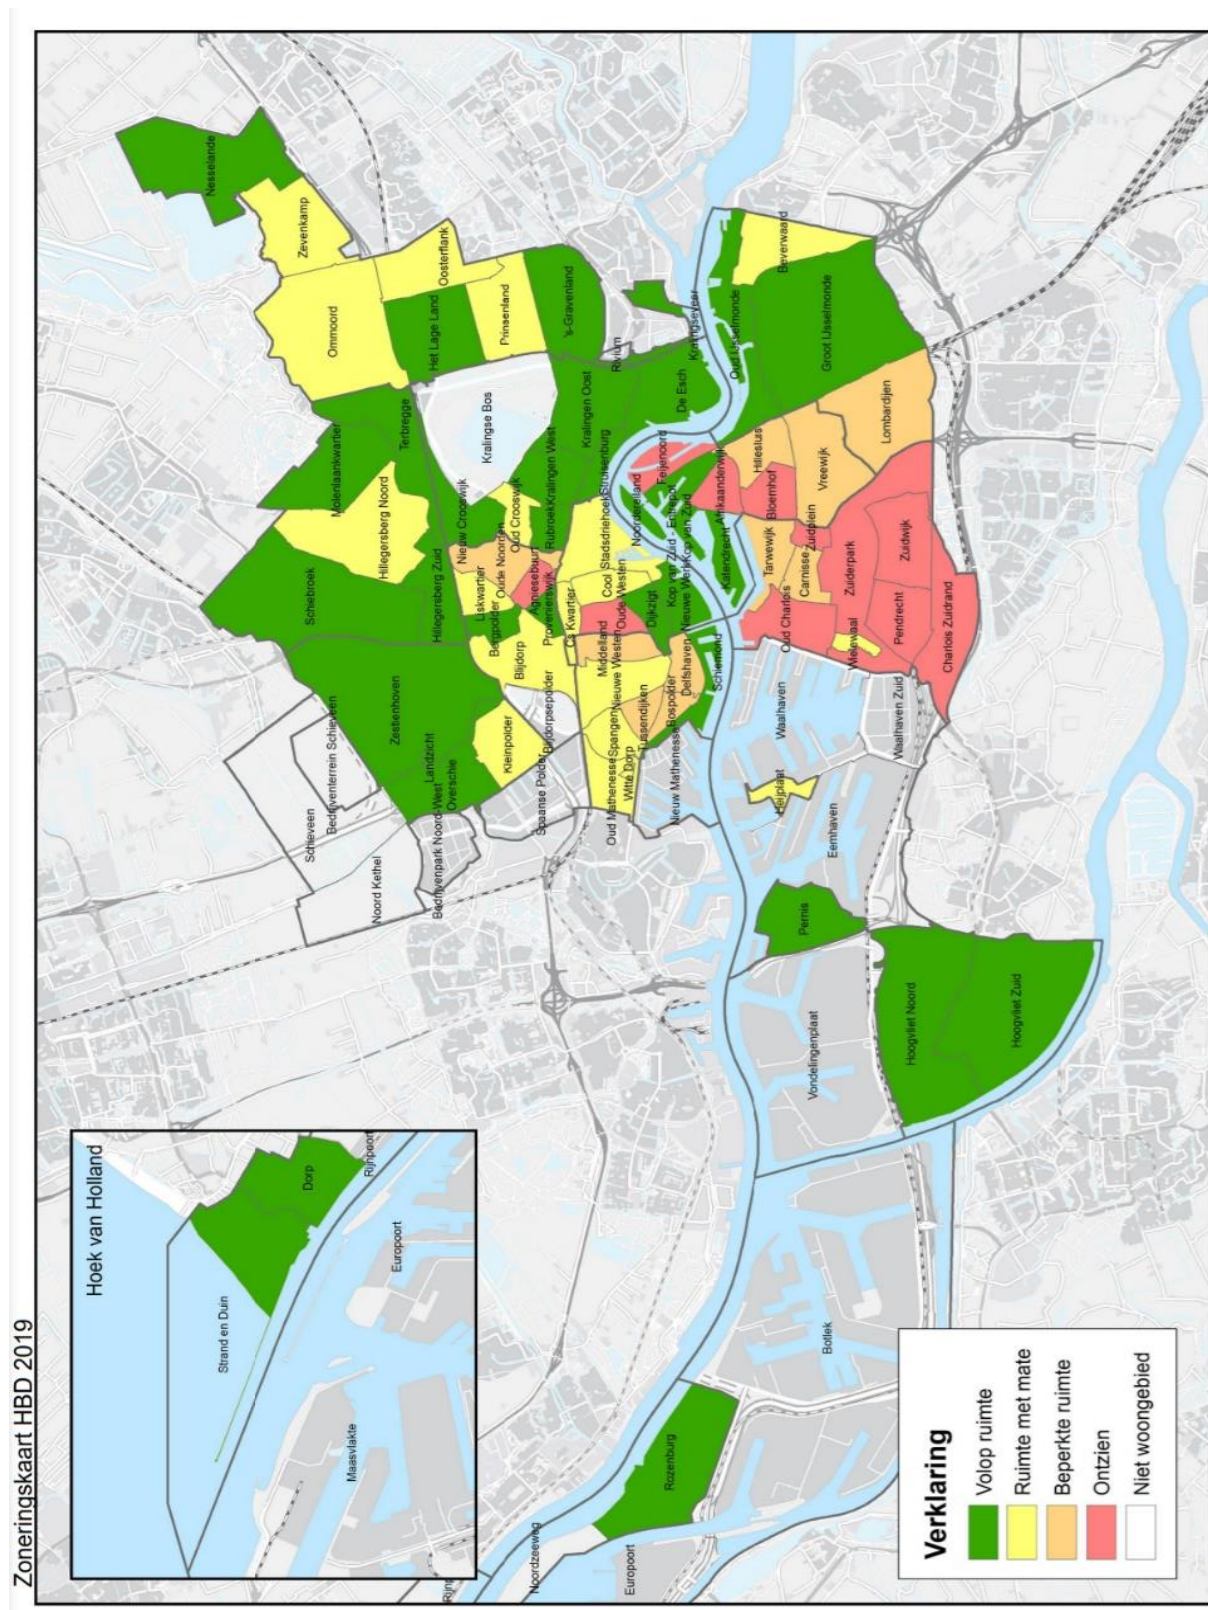 Zoneringskaart HBD 2019
Hoek van Holland
Strand en Duin
Dorp
Rijnpoort
Europoort
Maasvlakte
Schieveen
Bedrijventerrein Schieveen
Noord Kethel
Bedrijvenpark Noord-West
Zestienhoven
Landzicht
Overschie
Kleinpolder
Spaanse Polder
Blijdorpsepolder
Blijdorp
Schiebroek
Hillegersberg Zuid
Hillegersberg Noord
Molenlaankwartier
Terbregge
Ommoord
Zevenkamp
Nesselande
Oosterflank
Het Lage Land
Prinsenland
's-Gravenland
Kralingse Bos
Rivium
Kralingen Oost
Kralingen West
De Esch
Kralingseveer
Struisenburg
Rubroek
Nieuw Crooswijk
Oud Crooswijk
Oude Noorden
Liskwartier
Bergpolder
Agniesebuurt
Provenierswijk
Cs Kwartier
Stadsdriehoek
Cool
Oude Westen
Dijkzigt
Nieuwe Werk
Middelland
Nieuwe Westen
Delfshaven
Schiemond
Bospolder
Tussendijken
Spangen
Witte Dorp
Oud Mathenesse
Nieuw Mathenesse
Noordereiland
Feijenoord
Kop van Zuid - Entrepot
Kop van Zuid
Katendrecht
Afrikaanderwijk
Bloemhof
Hillesluis
Vreewijk
Lombardijen
Oud IJsselmonde
Groot IJsselmonde
Beverwaard
Tarwewijk
Carnisse
Zuidplein
Zuiderpark
Zuidwijk
Oud Charlois
Wielewaal
Pendrecht
Charlois Zuidrand
Waalhaven
Waalhaven Zuid
Heijplaat
Eemhaven
Pernis
Vondelingenplaat
Hoogvliet Noord
Hoogvliet Zuid
Botlek
Rozenburg
Noordzeeweg
Europoort
Verklaring
Volop ruimte
Ruimte met mate
Beperkte ruimte
Ontzien
Niet woongebied